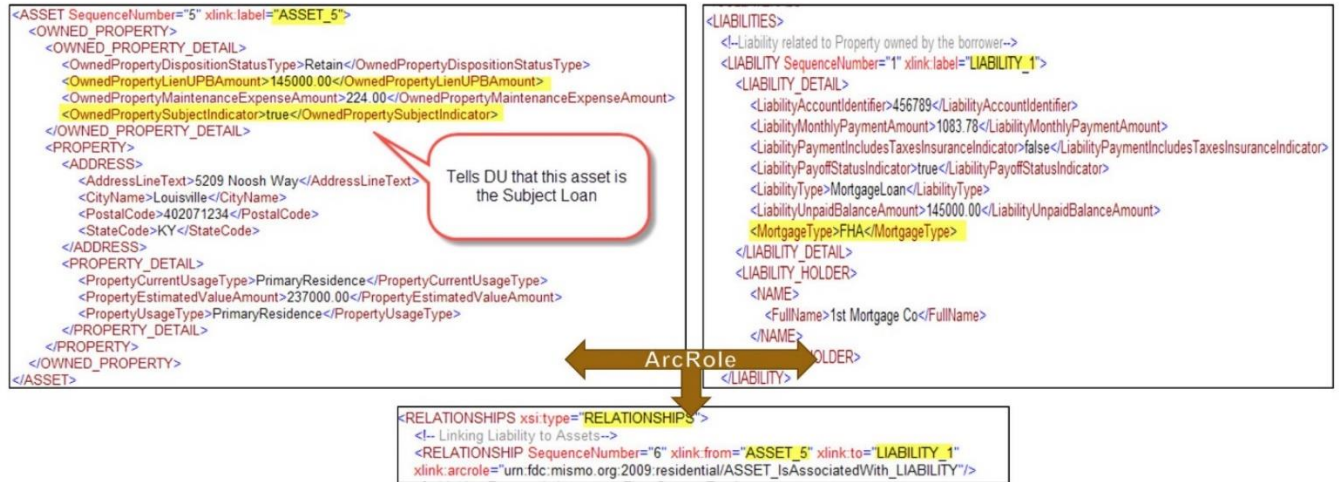 <ASSET SequenceNumber="5" xlink:label="ASSET_5">
<OWNED_PROPERTY>
<OWNED_PROPERTY_DETAIL>
<OwnedPropertyDispositionStatusType>Retain</OwnedPropertyDispositionStatusType>
<OwnedPropertyLienUPBAmount>145000.00</OwnedPropertyLienUPBAmount>
<OwnedPropertyMaintenanceExpenseAmount>224.00</OwnedPropertyMaintenanceExpenseAmount>
<OwnedPropertySubjectIndicator>true</OwnedPropertySubjectIndicator>
</OWNED_PROPERTY_DETAIL>
<PROPERTY>
<ADDRESS>
<AddressLineText>5209 Noosh Way</AddressLineText>
<CityName>Louisville</CityName>
<PostalCode>402071234</PostalCode>
<StateCode>KY</StateCode>
</ADDRESS>
<PROPERTY_DETAIL>
<PropertyCurrentUsageType>PrimaryResidence</PropertyCurrentUsageType>
<PropertyEstimatedValueAmount>237000.00</PropertyEstimatedValueAmount>
<PropertyUsageType>PrimaryResidence</PropertyUsageType>
</PROPERTY_DETAIL>
</PROPERTY>
</OWNED_PROPERTY>
</ASSET>
Tells DU that this asset is
the Subject Loan
<LIABILITIES>
<!--Liability related to Property owned by the borrower-->
<LIABILITY SequenceNumber="1" xlink:label="LIABILITY_1">
<LIABILITY_DETAIL>
<LiabilityAccountIdentifier>456789</LiabilityAccountIdentifier>
<LiabilityMonthlyPaymentAmount>1083.78</LiabilityMonthlyPaymentAmount>
<LiabilityPaymentIncludesTaxesInsuranceIndicator>false</LiabilityPaymentIncludesTaxesInsuranceIndicator>
<LiabilityPayoffStatusIndicator>true</LiabilityPayoffStatusIndicator>
<LiabilityType>MortgageLoan</LiabilityType>
<LiabilityUnpaidBalanceAmount>145000.00</LiabilityUnpaidBalanceAmount>
<MortgageType>FHA</MortgageType>
</LIABILITY_DETAIL>
<LIABILITY_HOLDER>
<NAME>
<FullName>1st Mortgage Co</FullName>
</NAME>
OLDER>
</LIABILITY>
ArcRole
<RELATIONSHIPS xsi:type="RELATIONSHIPS">
<!-- Linking Liability to Assets-->
<RELATIONSHIP SequenceNumber="6" xlink:from="ASSET_5" xlink:to="LIABILITY_1"
xlink:arcrole="urn:fdc:mismo.org:2009:residential/ASSET_IsAssociatedWith_LIABILITY"/>